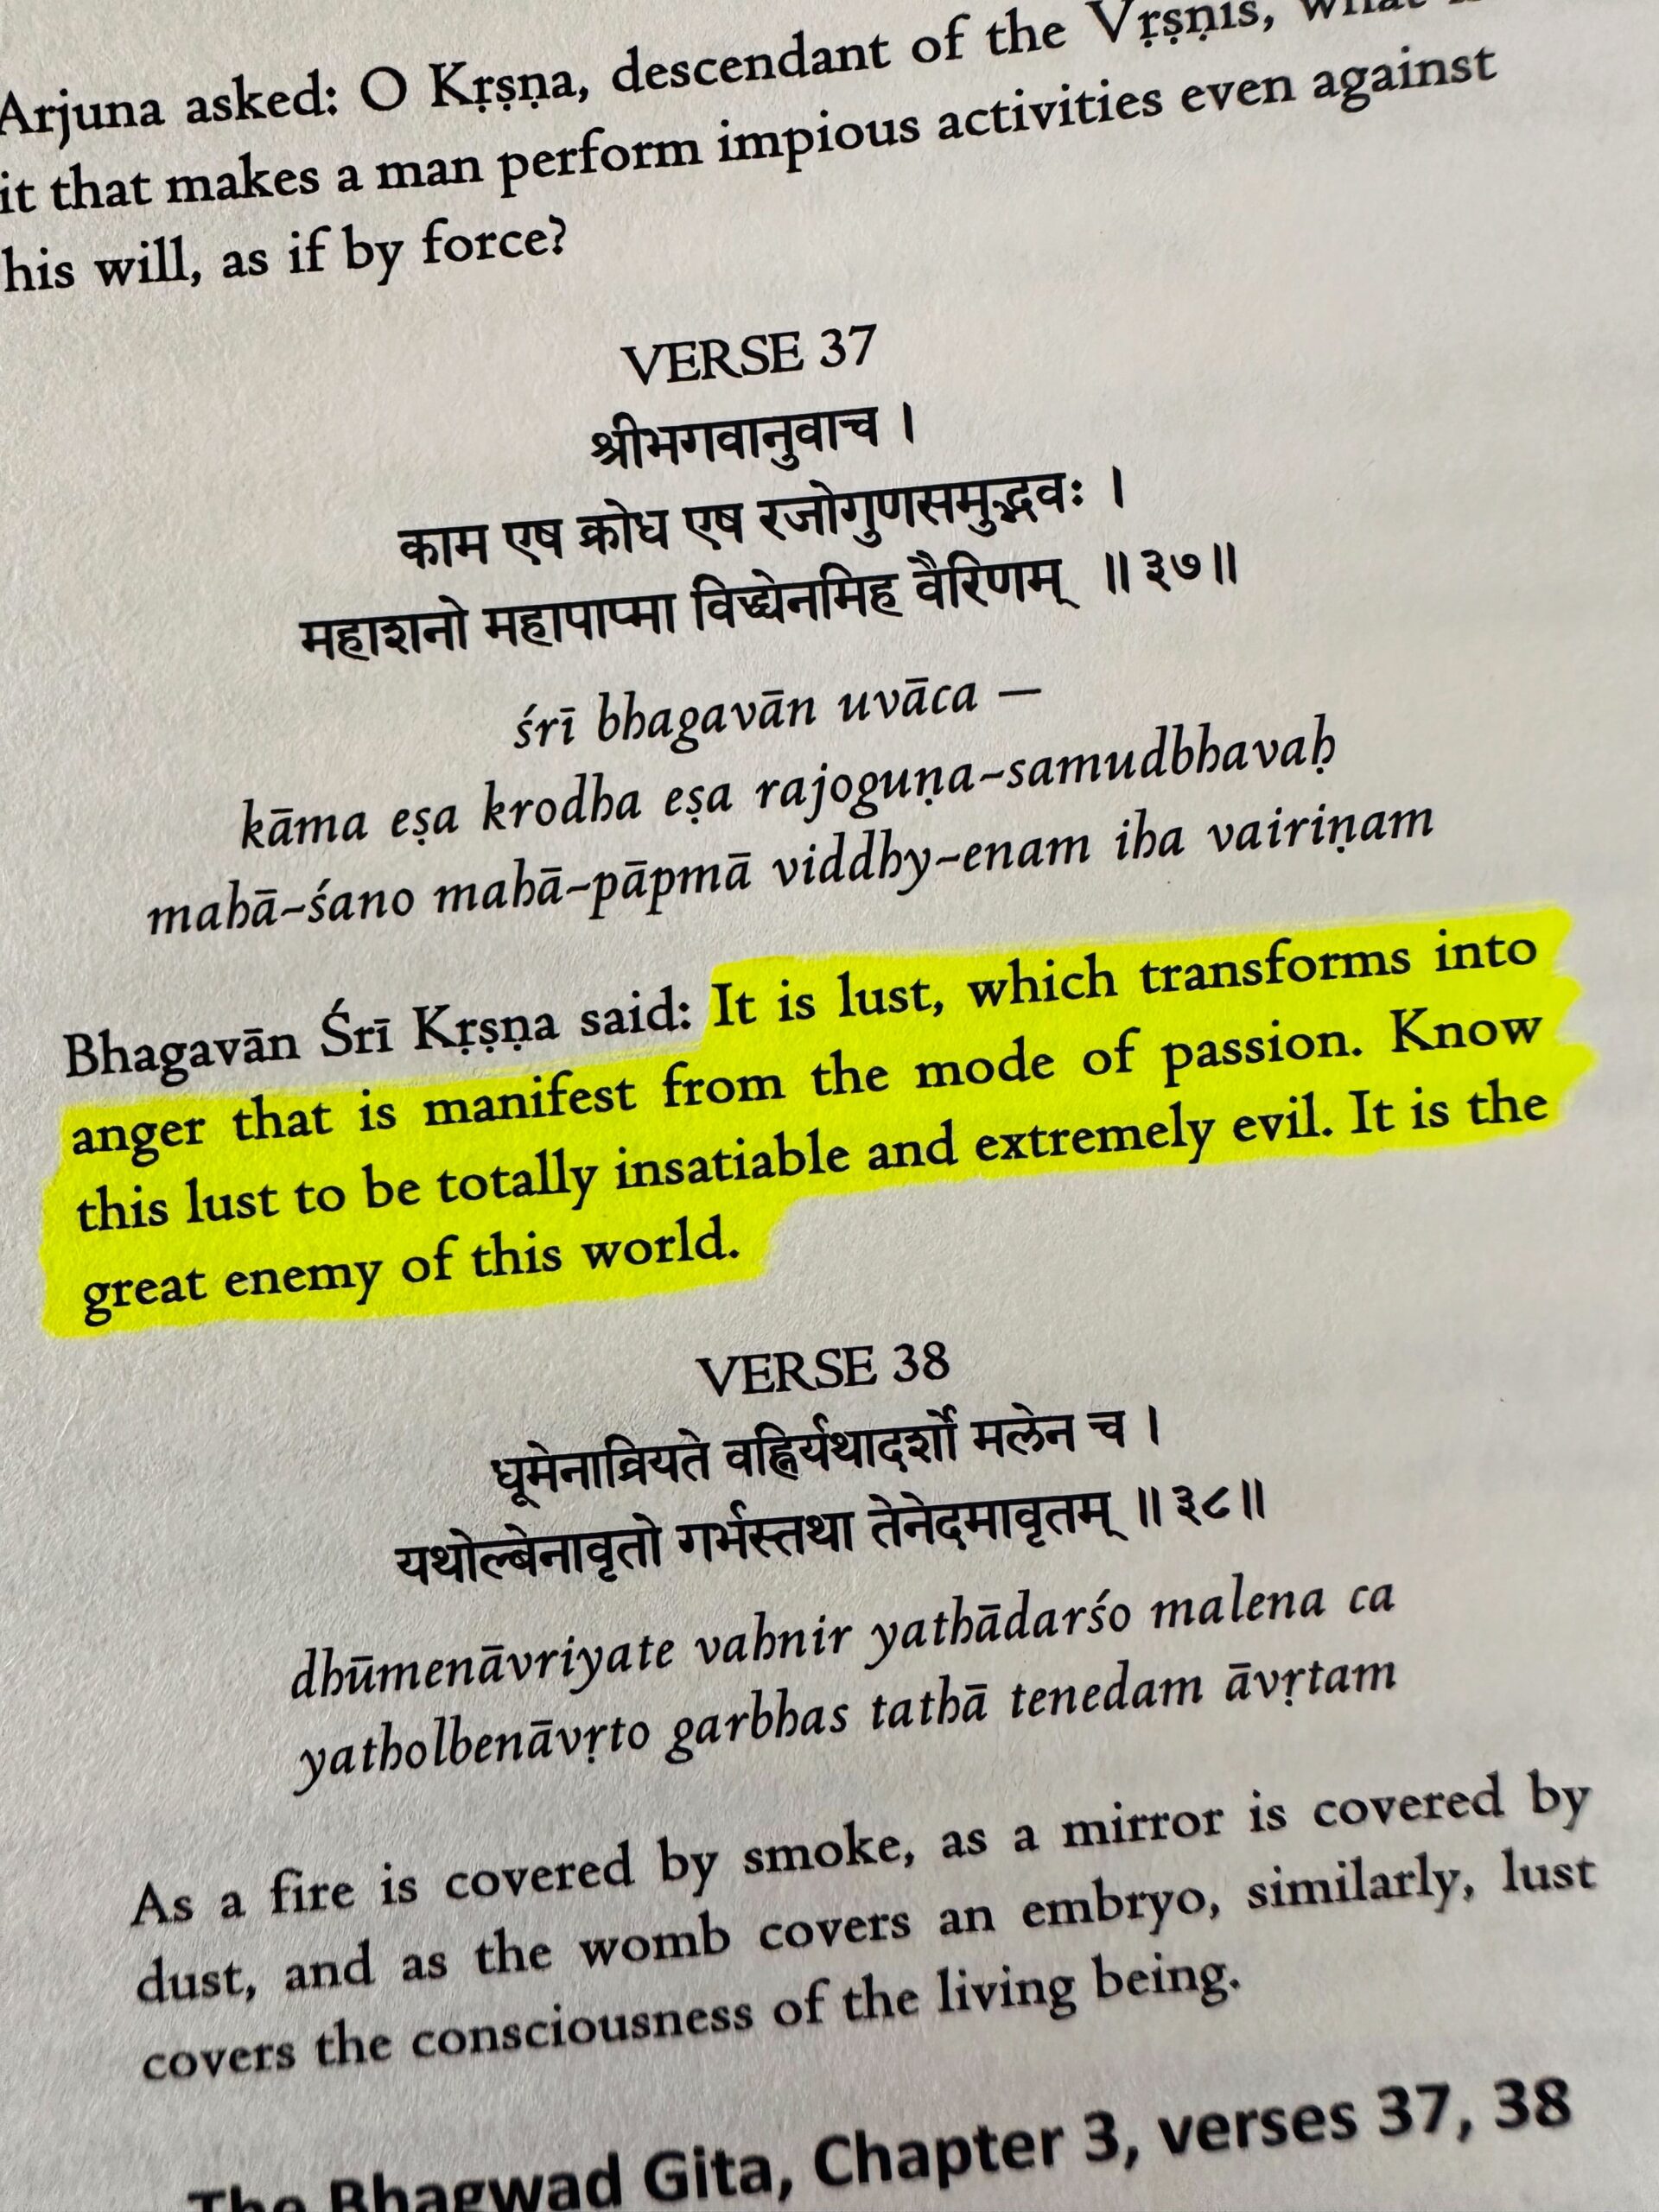 Arjuna asked: O Kṛṣṇa, descendant of the Vṛṣṇis, what
it that makes a man perform impious activities even against
his will, as if by force?
VERSE 37
श्रीभगवानुवाच ।
काम एष क्रोध एष रजोगुणसमुद्भवः ।
महाशनो महापाप्मा विद्ध्येनमिह वैरिणम् ॥३७॥
śrī bhagavān uvāca –
kāma eṣa krodha eṣa rajoguṇa-samudbhavaḥ
mahā-śano mahā-pāpmā viddhy-enam iha vairiṇam
Bhagavān Śrī Kṛṣṇa said: It is lust, which transforms into
anger that is manifest from the mode of passion. Know
this lust to be totally insatiable and extremely evil. It is the
great enemy of this world.
VERSE 38
धूमेनाव्रियते वह्निर्यथादर्शो मलेन च ।
यथोल्बेनावृतो गर्भस्तथा तेनेदमावृतम् ॥३८॥
dhūmenāvriyate vahnir yathādarśo malena ca
yatholbenāvṛto garbhas tathā tenedam āvṛtam
As a fire is covered by smoke, as a mirror is covered by
dust, and as the womb covers an embryo, similarly, lust
covers the consciousness of the living being.
The Bhagwad Gita, Chapter 3, verses 37, 38